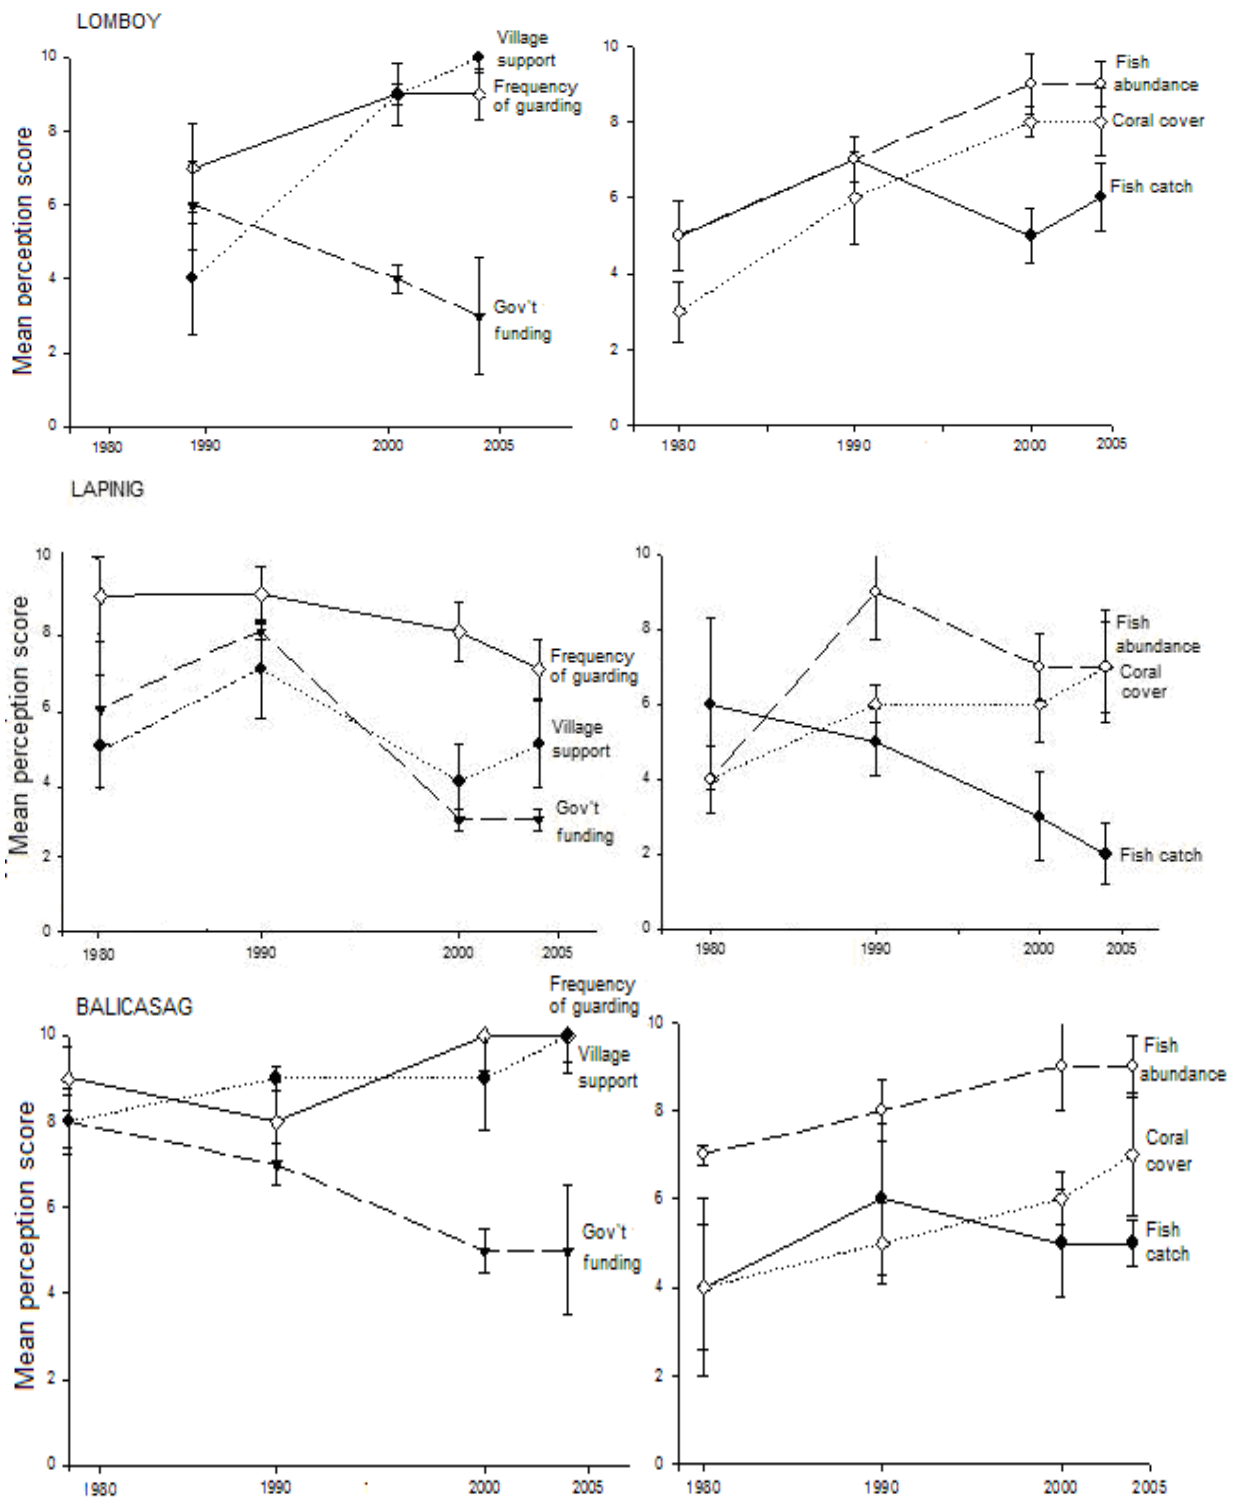 LOMBOY
Mean perception score
10
8
6
4
2
0
1980 1990 2000 2005
Village
support
Frequency
of guarding
Gov't
funding
10
8
6
4
2
0
1980 1990 2000 2005
Fish
abundance
Coral cover
Fish catch
LAPINIG
Mean perception score
10
8
6
4
2
0
1980 1990 2000 2005
Frequency
of guarding
Village
support
Gov't
funding
10
8
6
4
2
0
1980 1990 2000 2005
Fish
abundance
Coral
cover
Fish catch
BALICASAG
Mean perception score
10
8
6
4
2
0
1980 1990 2000 2005
Frequency
of guarding
Village
support
Gov't
funding
10
8
6
4
2
0
1980 1990 2000 2005
Fish
abundance
Coral
cover
Fish
catch